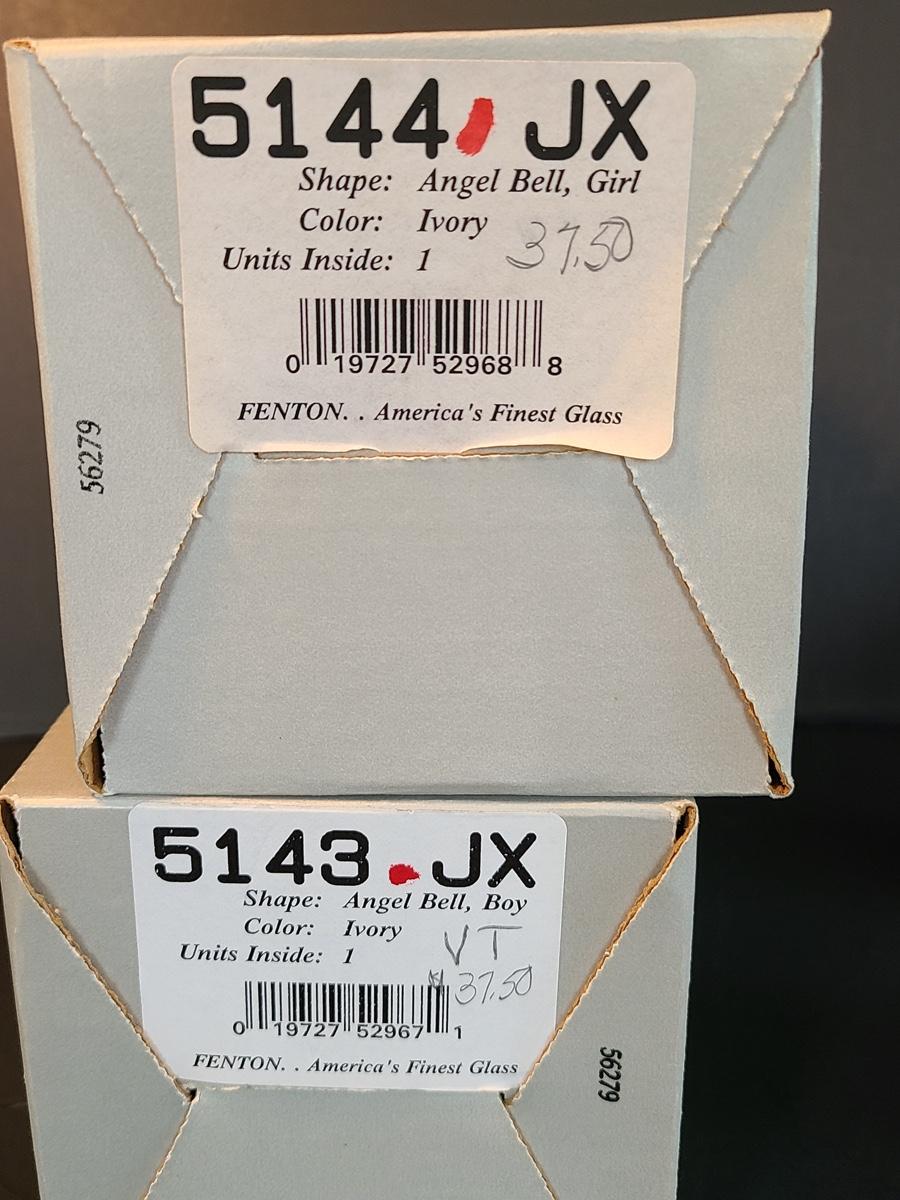 5144 JX
Shape: Angel Bell, Girl
Color: Ivory
37.50
Units Inside: 1
0 19727 52968 8
FENTON. . America's Finest Glass
56279
5143 JX
Shape: Angel Bell, Boy
Color: Ivory
VT
Units Inside: 1
$37.50
0 19727 52967 1
FENTON. . America's Finest Glass
56279